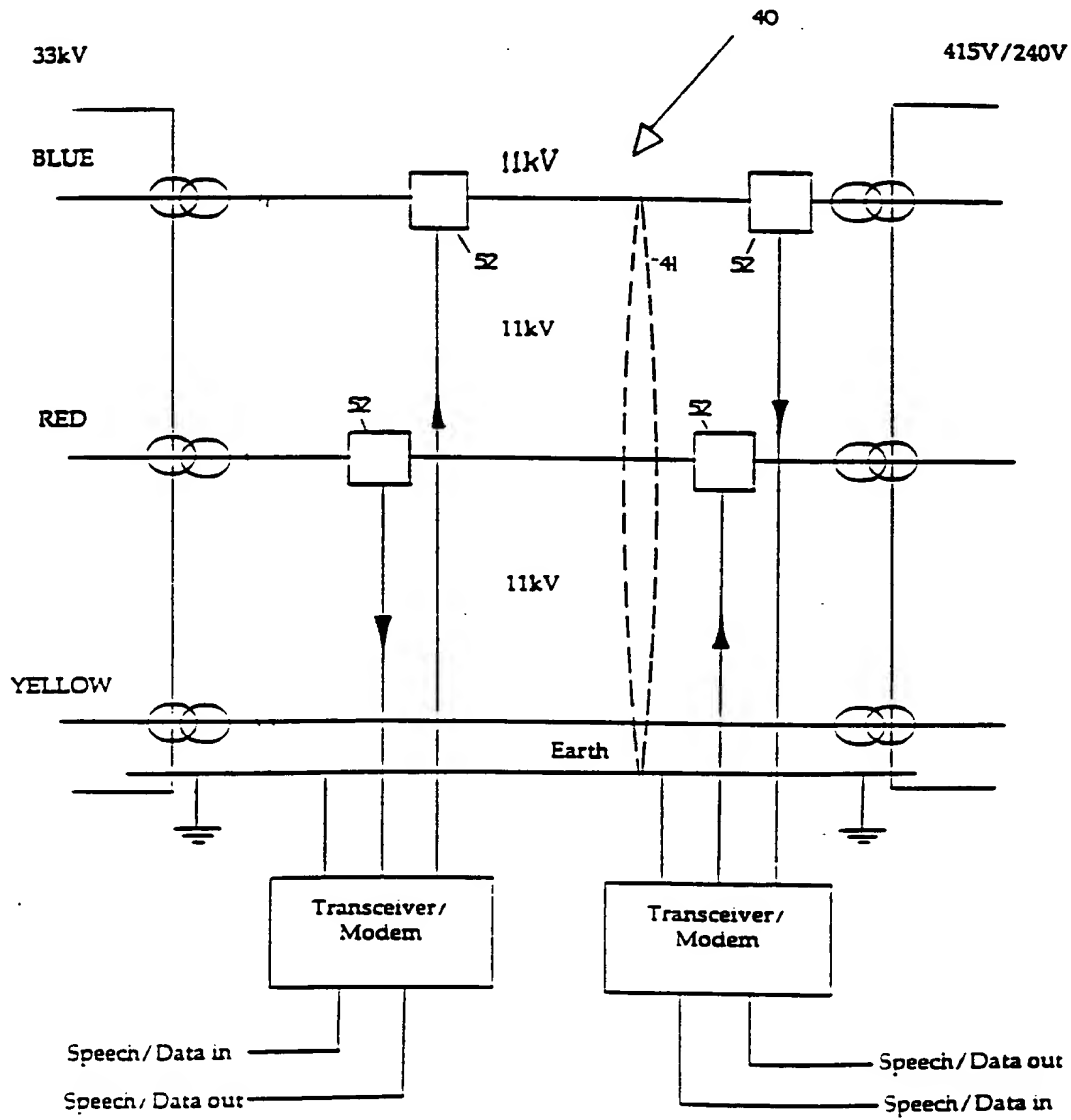 40
33kV
415V/240V
BLUE
11kV
52
41
52
11kV
RED
52
52
11kV
YELLOW
Earth
Transceiver/
Modem
Transceiver/
Modem
Speech/Data in
Speech/Data out
Speech/Data out
Speech/Data in